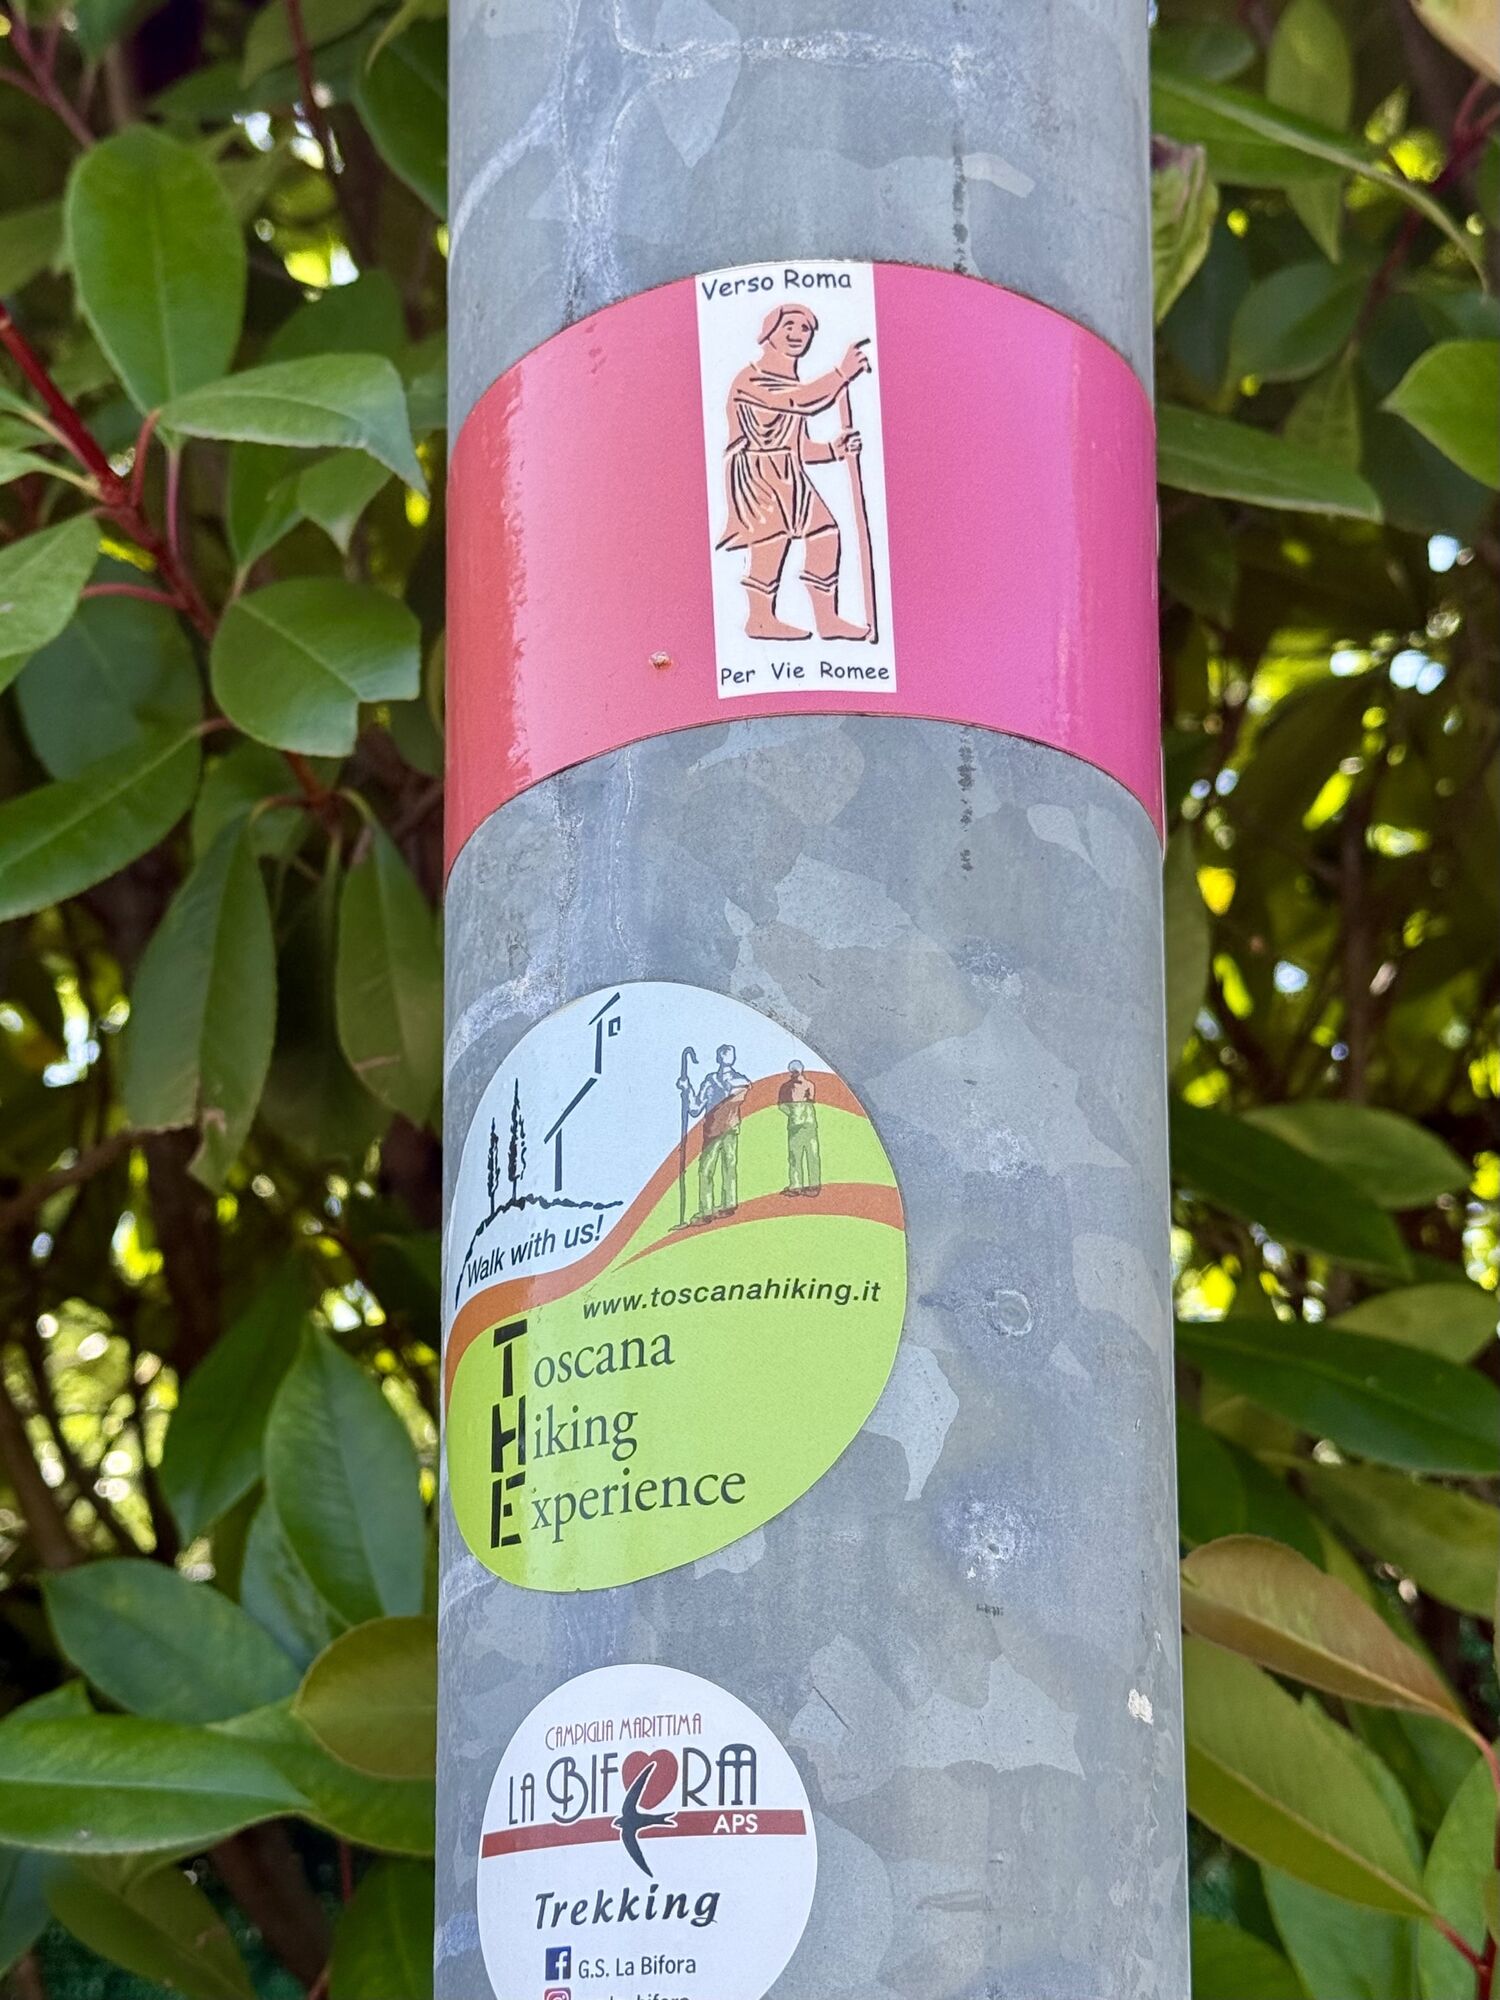 Verso Roma
Per Vie Romee
Walk with us!
www.toscanahiking.it
Toscana
Hiking
Experience
CAMPIGLIA MARITTIMA
LA BIFORA
APS
Trekking
f G.S. La Bifora